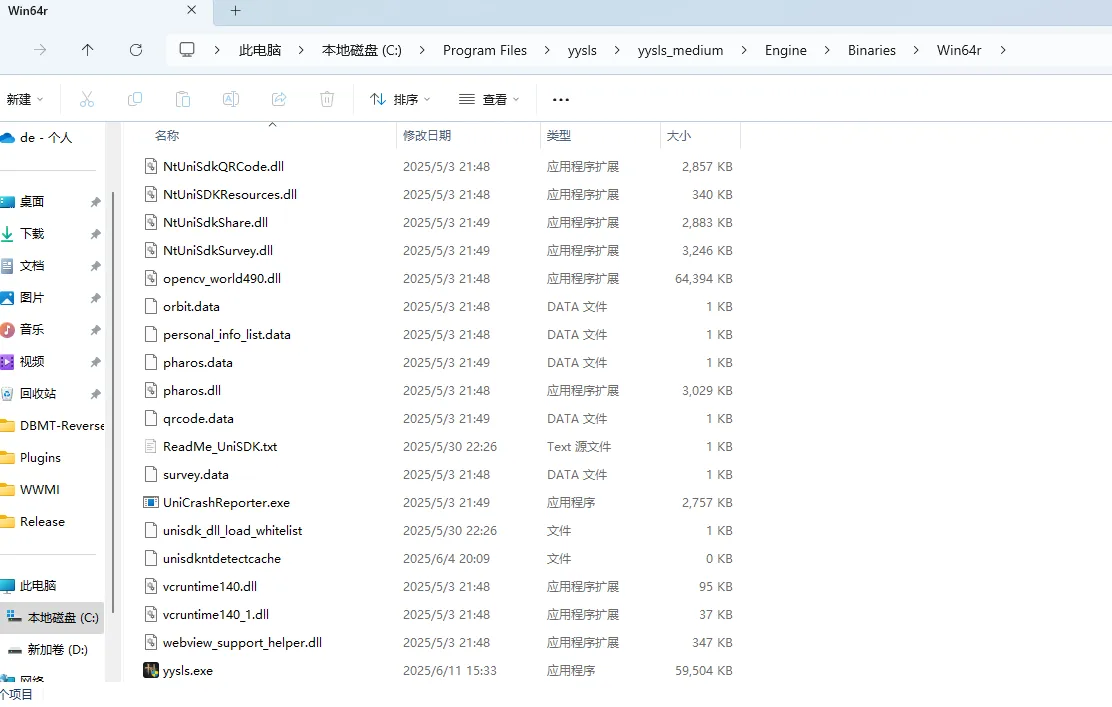 Win64r
此电脑 本地磁盘 (C:) Program Files yysls yysls_medium Engine Binaries Win64r
新建 排序 查看
de - 个人
桌面
下载
文档
图片
音乐
视频
回收站
DBMT-Reverse
Plugins
WWMI
Release
此电脑
本地磁盘 (C:)
新加卷 (D:)
网络
个项目
名称 修改日期 类型 大小
NtUniSdkQRCode.dll 2025/5/3 21:48 应用程序扩展 2,857 KB
NtUniSDKResources.dll 2025/5/3 21:48 应用程序扩展 340 KB
NtUniSdkShare.dll 2025/5/3 21:49 应用程序扩展 2,883 KB
NtUniSdkSurvey.dll 2025/5/3 21:49 应用程序扩展 3,246 KB
opencv_world490.dll 2025/5/3 21:48 应用程序扩展 64,394 KB
orbit.data 2025/5/3 21:48 DATA 文件 1 KB
personal_info_list.data 2025/5/3 21:48 DATA 文件 1 KB
pharos.data 2025/5/3 21:49 DATA 文件 1 KB
pharos.dll 2025/5/3 21:48 应用程序扩展 3,029 KB
qrcode.data 2025/5/3 21:49 DATA 文件 1 KB
ReadMe_UniSDK.txt 2025/5/30 22:26 Text 源文件 1 KB
survey.data 2025/5/3 21:48 DATA 文件 1 KB
UniCrashReporter.exe 2025/5/3 21:49 应用程序 2,757 KB
unisdk_dll_load_whitelist 2025/5/30 22:26 文件 1 KB
unisdkntdetectcache 2025/6/4 20:09 文件 0 KB
vcruntime140.dll 2025/5/3 21:48 应用程序扩展 95 KB
vcruntime140_1.dll 2025/5/3 21:48 应用程序扩展 37 KB
webview_support_helper.dll 2025/5/3 21:48 应用程序扩展 347 KB
yysls.exe 2025/6/11 15:33 应用程序 59,504 KB